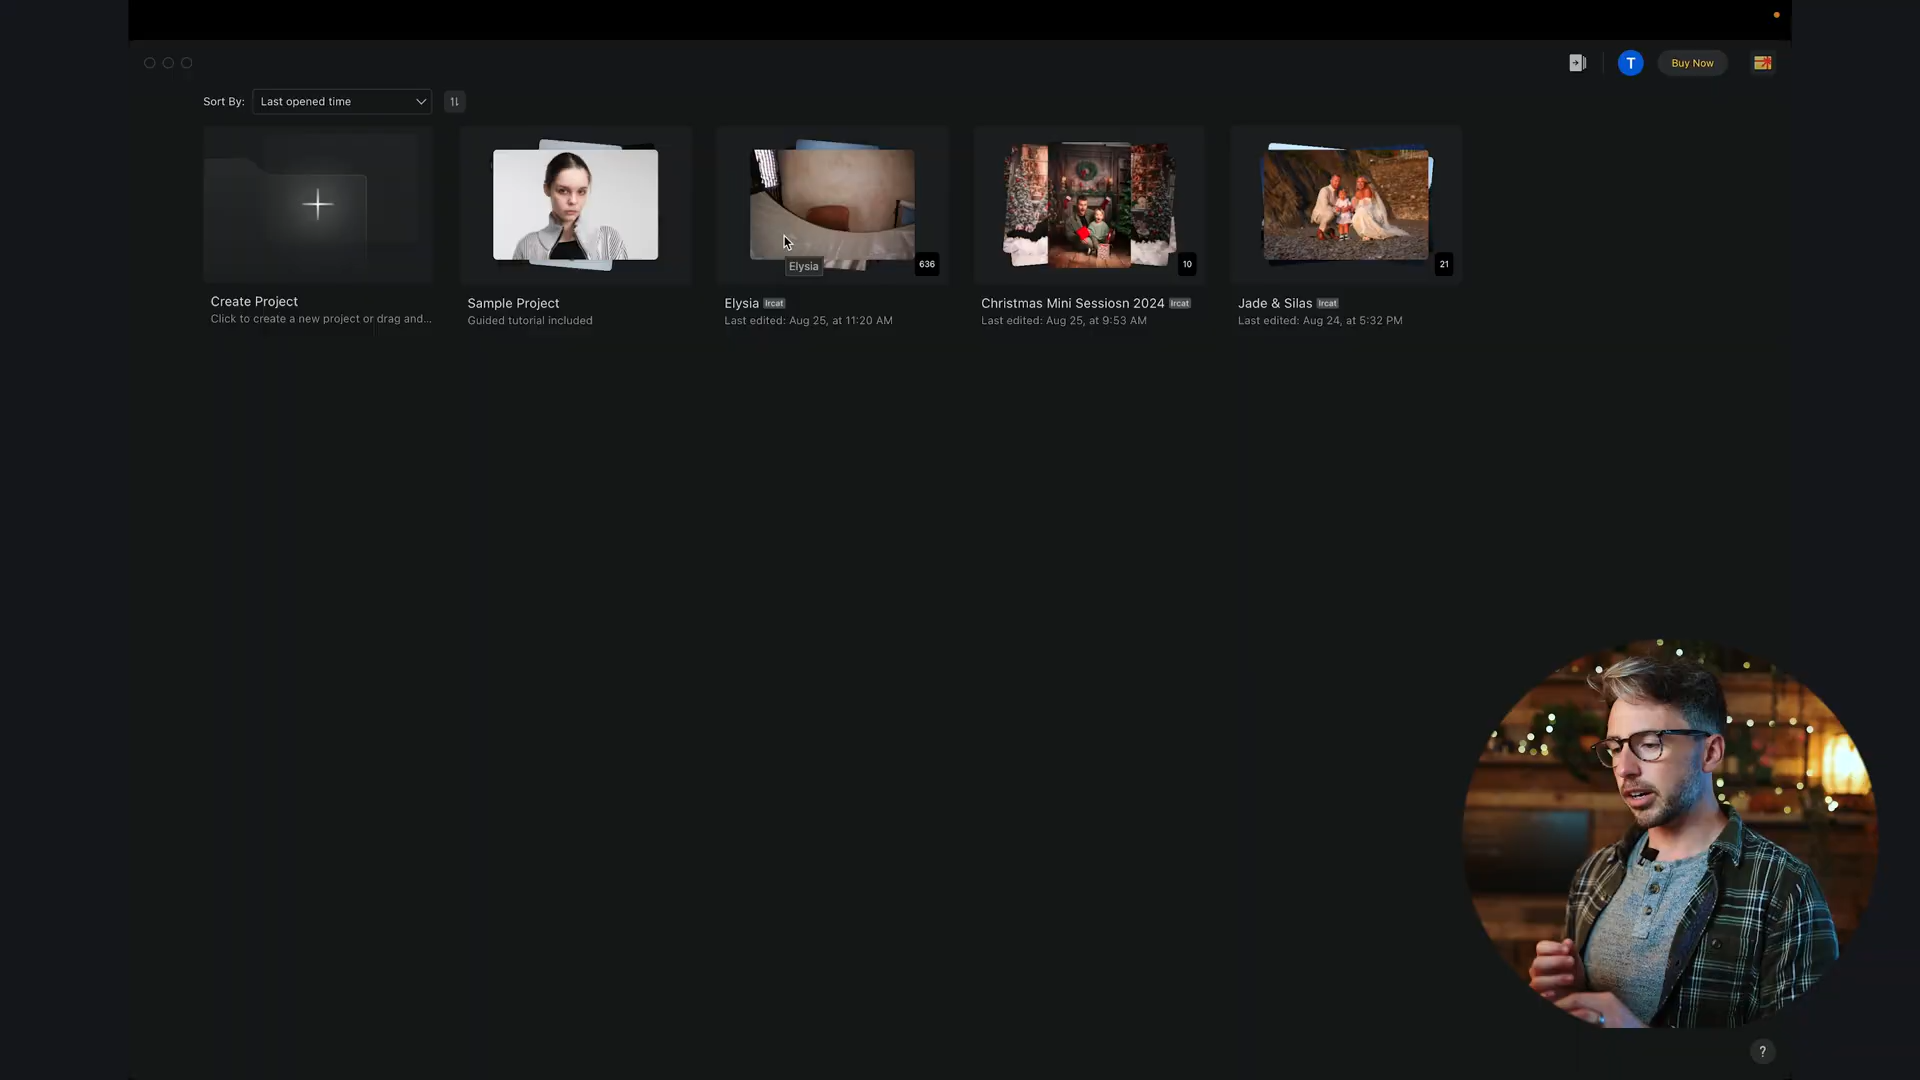 T
Buy Now
Sort By:
Last opened time
Elysia
636
10
21
Create Project
Click to create a new project or drag and...
Sample Project
Guided tutorial included
Elysia lrcat
Last edited: Aug 25, at 11:20 AM
Christmas Mini Sessiosn 2024 lrcat
Last edited: Aug 25, at 9:53 AM
Jade & Silas lrcat
Last edited: Aug 24, at 5:32 PM
?